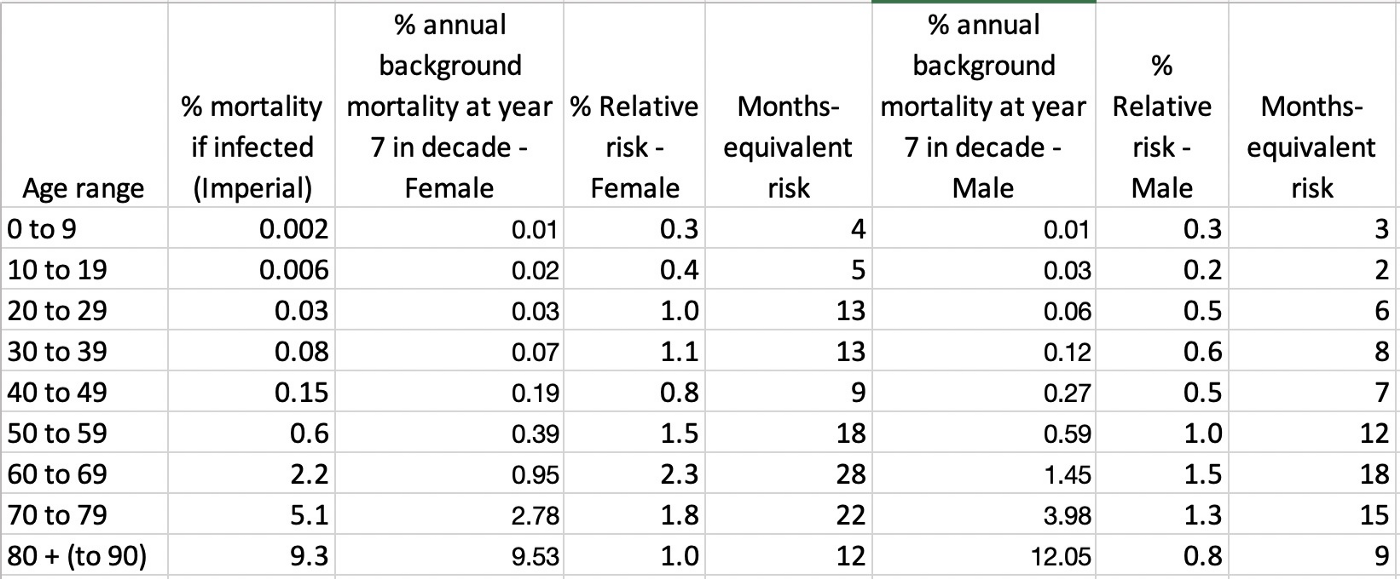 Age range % mortality if infected (Imperial) % annual background mortality at year 7 in decade - Female % Relative risk - Female Months-equivalent risk % annual background mortality at year 7 in decade - Male % Relative risk - Male Months-equivalent risk
0 to 9 0.002 0.01 0.3 4 0.01 0.3 3
10 to 19 0.006 0.02 0.4 5 0.03 0.2 2
20 to 29 0.03 0.03 1.0 13 0.06 0.5 6
30 to 39 0.08 0.07 1.1 13 0.12 0.6 8
40 to 49 0.15 0.19 0.8 9 0.27 0.5 7
50 to 59 0.6 0.39 1.5 18 0.59 1.0 12
60 to 69 2.2 0.95 2.3 28 1.45 1.5 18
70 to 79 5.1 2.78 1.8 22 3.98 1.3 15
80 + (to 90) 9.3 9.53 1.0 12 12.05 0.8 9